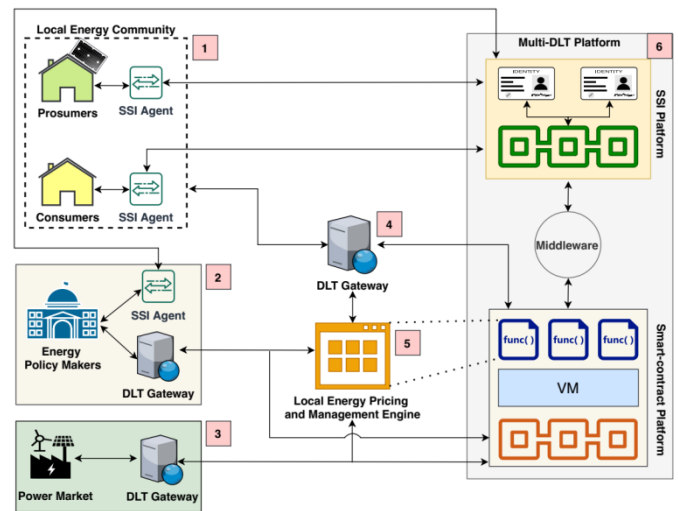 Local Energy Community
1
Prosumers
SSI Agent
Consumers
SSI Agent
2
SSI Agent
Energy
Policy Makers
DLT Gateway
3
Power Market
DLT Gateway
4
DLT Gateway
5
Local Energy Pricing
and Management Engine
Multi-DLT Platform
6
IDENTITY
IDENTITY
SSI Platform
Middleware
func( )
func( )
func( )
VM
Smart-contract Platform